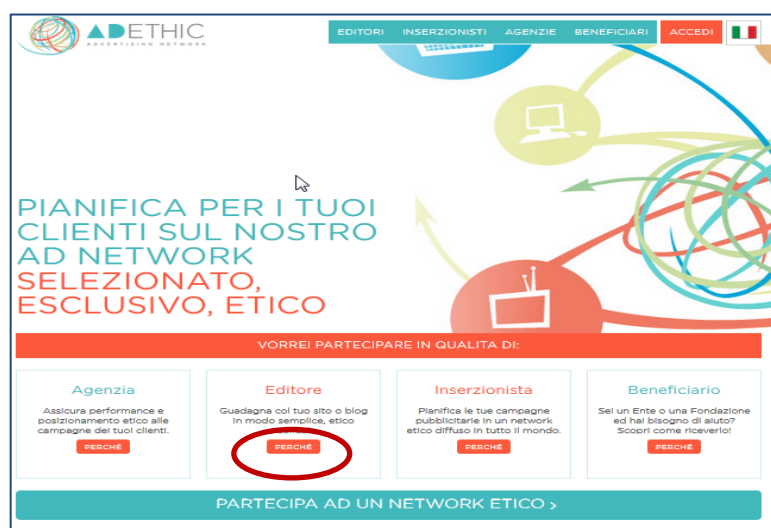 ADETHIC
ADVERTISING NETWORK
EDITORI INSERZIONISTI AGENZIE BENEFICIARI ACCEDI
PIANIFICA PER I TUOI
CLIENTI SUL NOSTRO
AD NETWORK
SELEZIONATO,
ESCLUSIVO, ETICO
VORREI PARTECIPARE IN QUALITA DI:
Agenzia
Assicura performance e
posizionamento etico alle
campagne dei tuoi clienti.
PERCHÉ
Editore
Guadagna col tuo sito o blog
in modo semplice, etico
PERCHÉ
Inserzionista
Pianifica le tue campagne
pubblicitarie in un network
etico diffuso in tutto il mondo.
PERCHÉ
Beneficiario
Sei un Ente o una Fondazione
ed hai bisogno di aiuto?
Scopri come riceverlo!
PERCHÉ
PARTECIPA AD UN NETWORK ETICO >